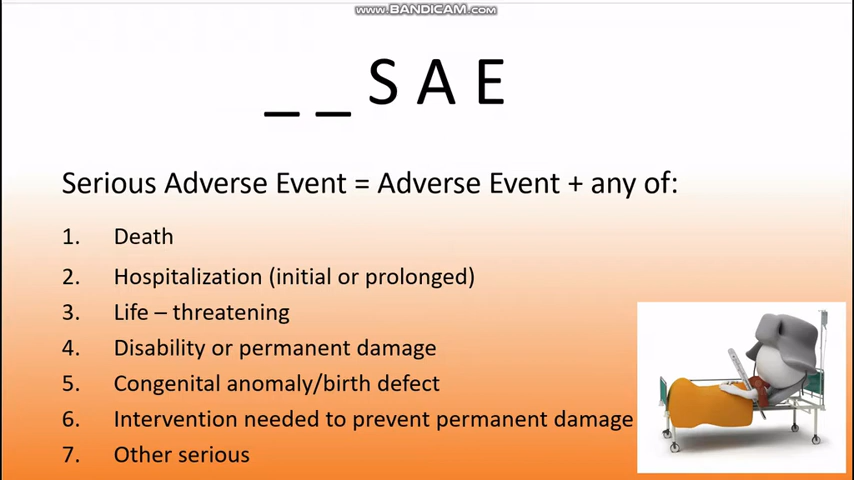 www.BANDICAM.com
_ _ S A E
Serious Adverse Event = Adverse Event + any of:
1. Death
2. Hospitalization (initial or prolonged)
3. Life – threatening
4. Disability or permanent damage
5. Congenital anomaly/birth defect
6. Intervention needed to prevent permanent damage
7. Other serious